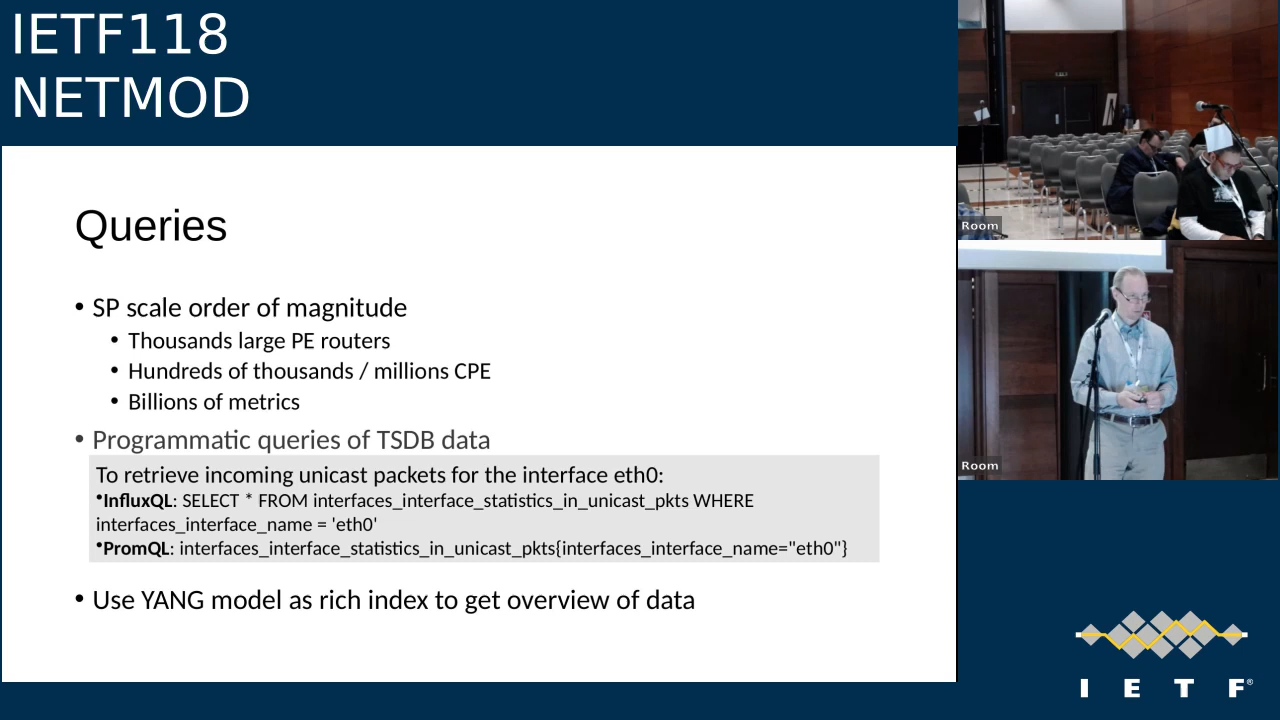 IETF118
NETMOD
Queries
• SP scale order of magnitude
• Thousands large PE routers
• Hundreds of thousands / millions CPE
• Billions of metrics
• Programmatic queries of TSDB data
To retrieve incoming unicast packets for the interface eth0:
•InfluxQL: SELECT * FROM interfaces_interface_statistics_in_unicast_pkts WHERE
interfaces_interface_name = 'eth0'
•PromQL: interfaces_interface_statistics_in_unicast_pkts{interfaces_interface_name="eth0"}
• Use YANG model as rich index to get overview of data
Room
Room
I E T F®